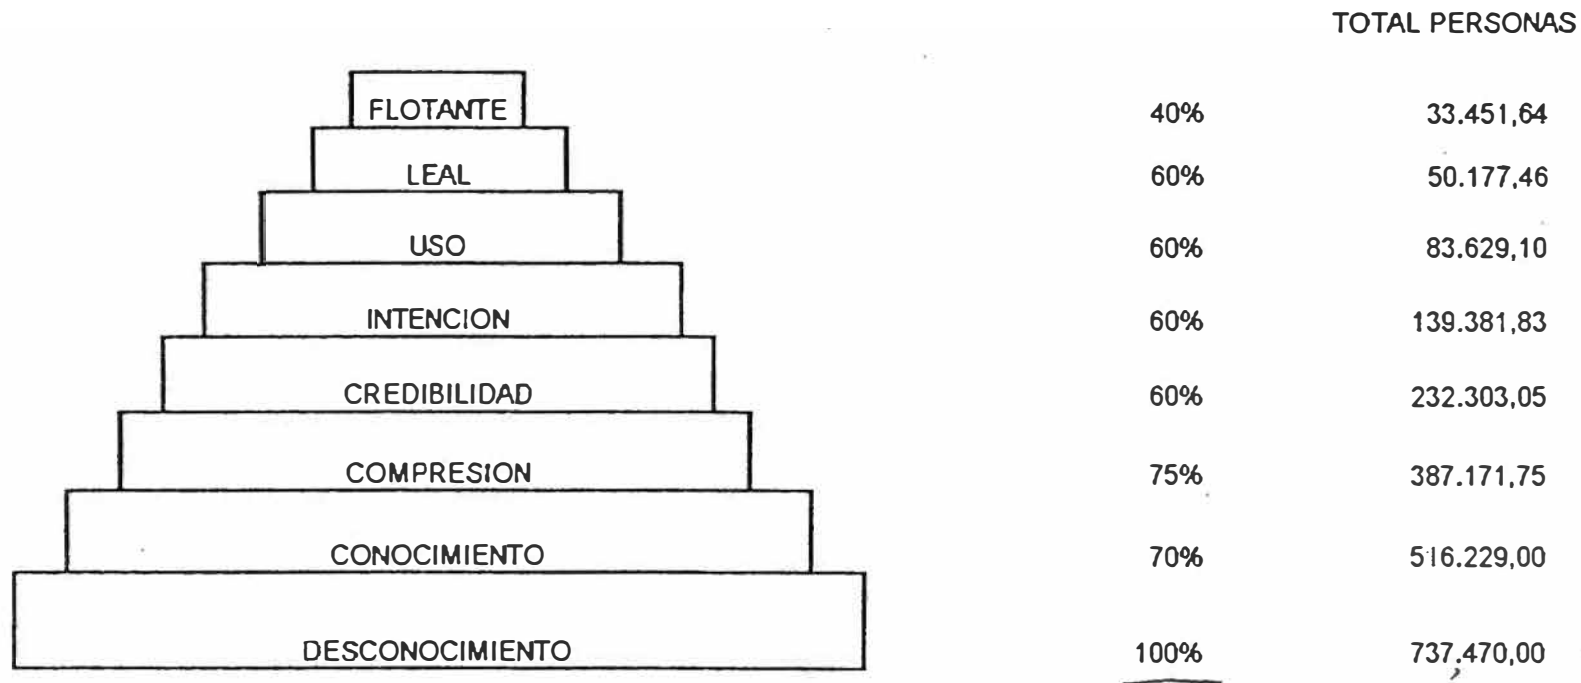 TOTAL PERSONAS
FLOTANTE 40% 33.451,64
LEAL 60% 50.177,46
USO 60% 83.629,10
INTENCION 60% 139.381,83
CREDIBILIDAD 60% 232.303,05
COMPRESION 75% 387.171,75
CONOCIMIENTO 70% 516.229,00
DESCONOCIMIENTO 100% 737.470,00